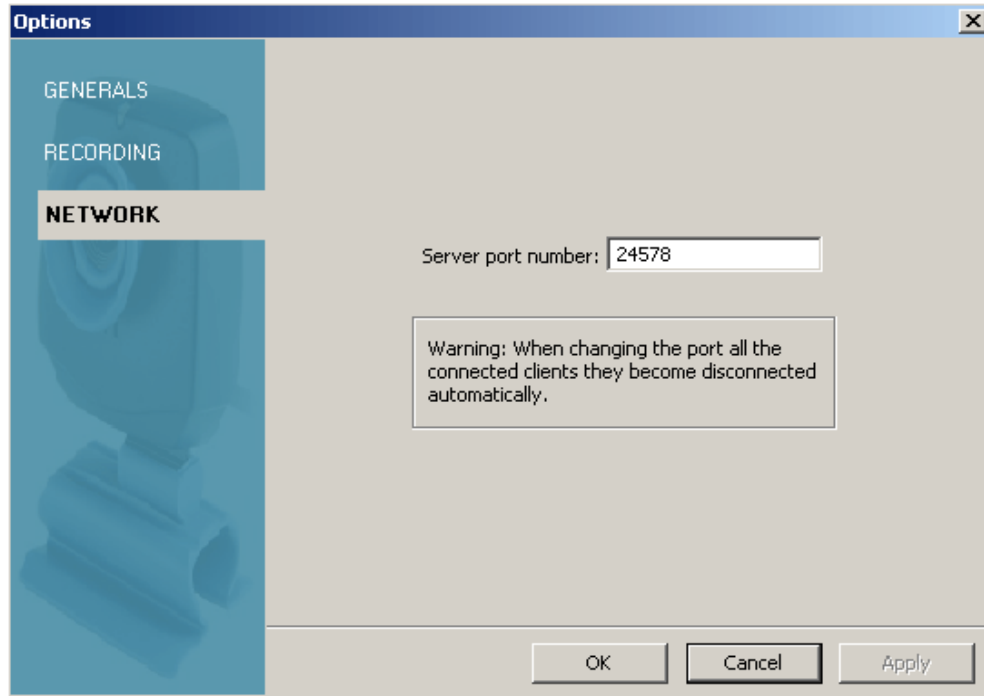 Options
GENERALS
RECORDING
NETWORK
Server port number: 24578
Warning: When changing the port all the
connected clients they become disconnected
automatically.
OK Cancel Apply